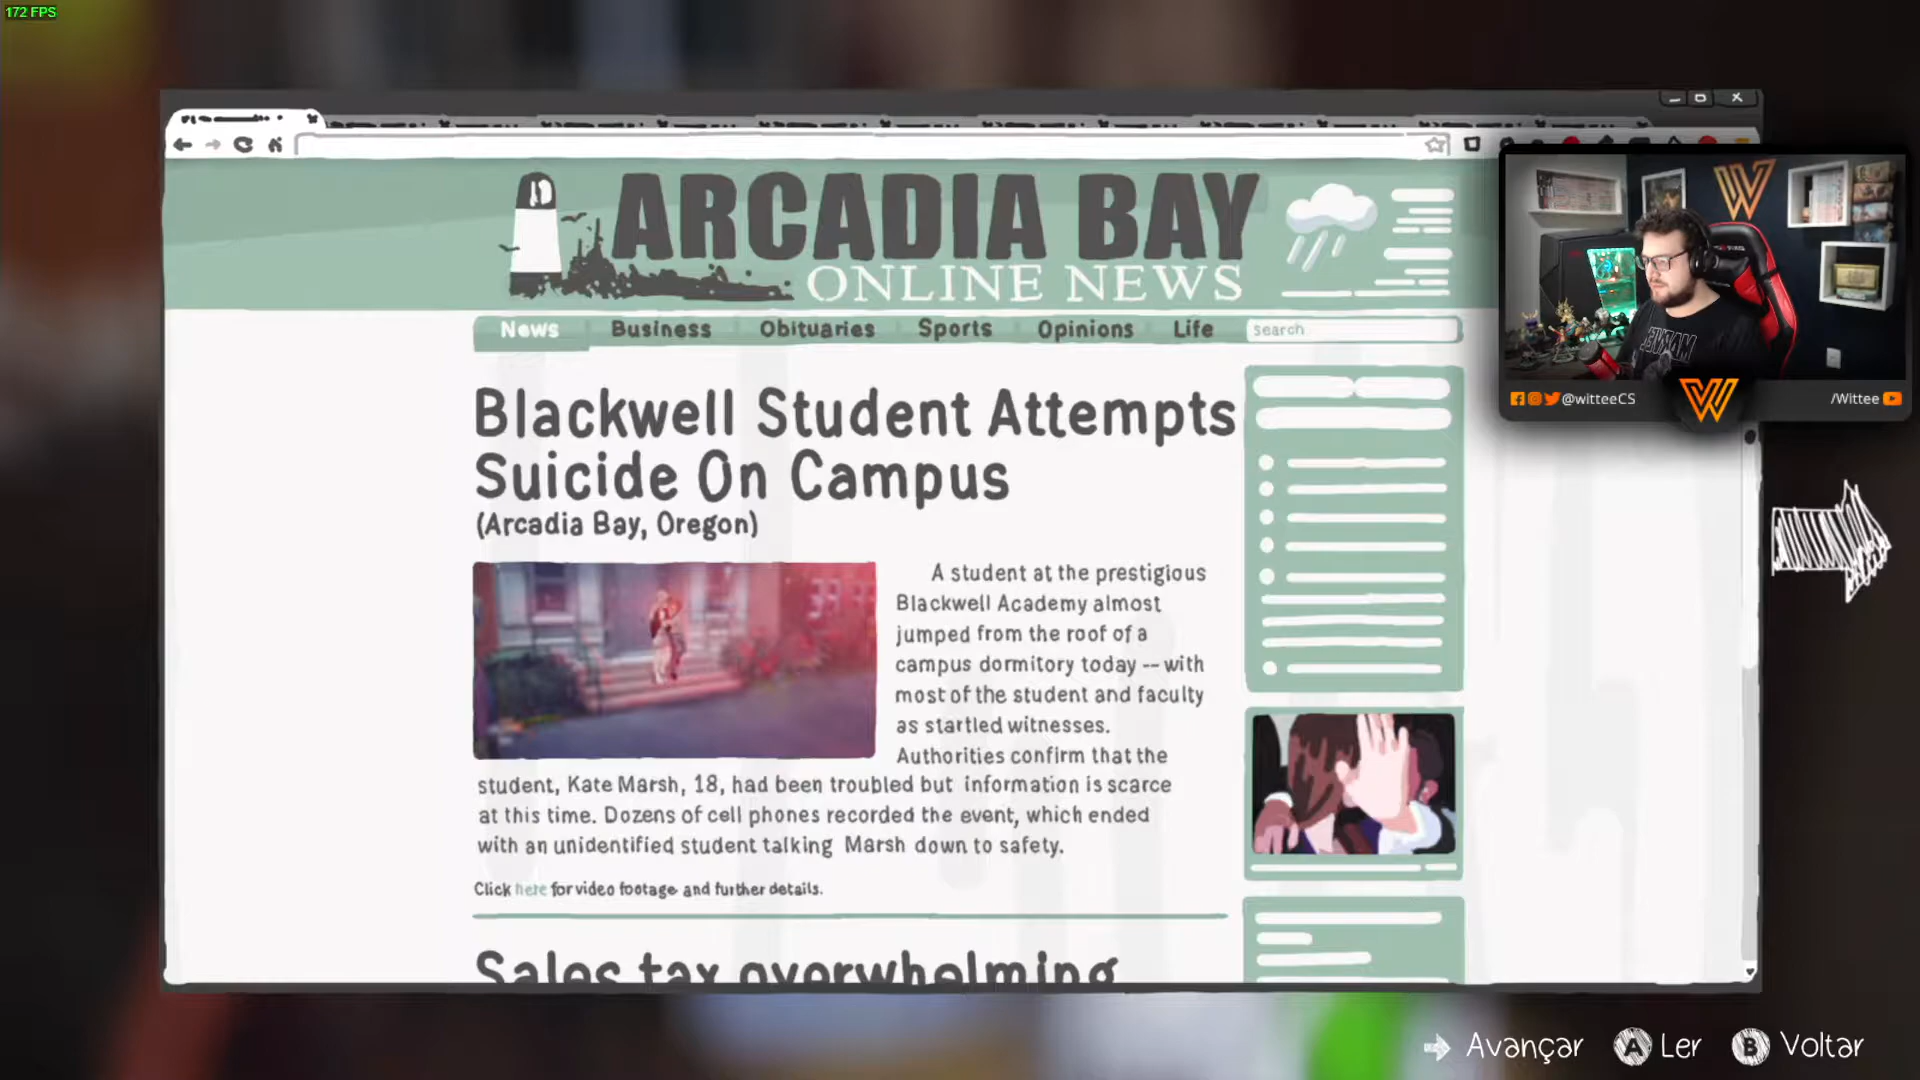 172 FPS
ARCADIA BAY
ONLINE NEWS
News Business Obituaries Sports Opinions Life search
Blackwell Student Attempts
Suicide On Campus
(Arcadia Bay, Oregon)
A student at the prestigious
Blackwell Academy almost
jumped from the roof of a
campus dormitory today -- with
most of the student and faculty
as startled witnesses.
Authorities confirm that the
student, Kate Marsh, 18, had been troubled but information is scarce
at this time. Dozens of cell phones recorded the event, which ended
with an unidentified student talking Marsh down to safety.
Click here for video footage and further details.
Sales tax overwhelming
MARVEL
@witteeCS
/Wittee
Avançar A Ler B Voltar